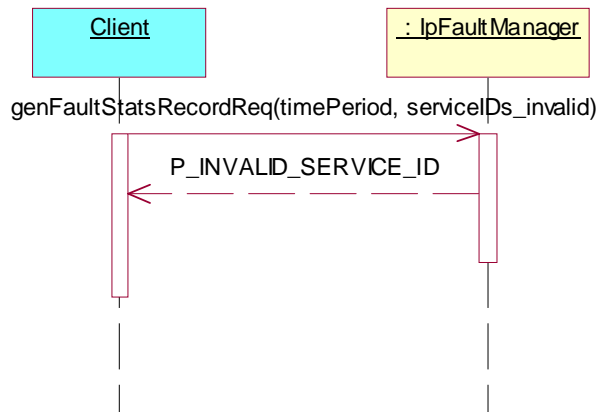 Client
: IpFaultManager
genFaultStatsRecordReq(timePeriod, serviceIDs_invalid)
P_INVALID_SERVICE_ID